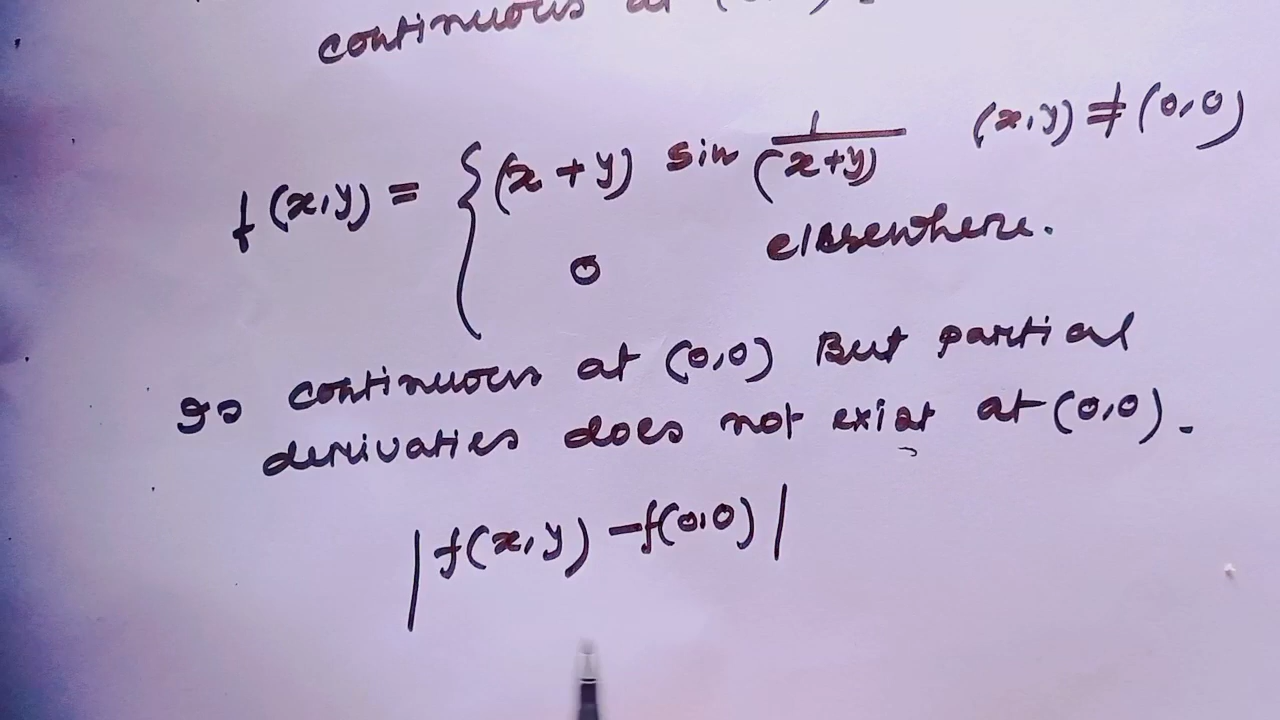 continuous at
f(x,y) = { (x+y) sin 1/(x+y) (x,y) ≠ (0,0)
0 elsewhere.
Is continuous at (0,0) But partial
derivaties does not exist at (0,0).
|f(x,y) - f(0,0)|